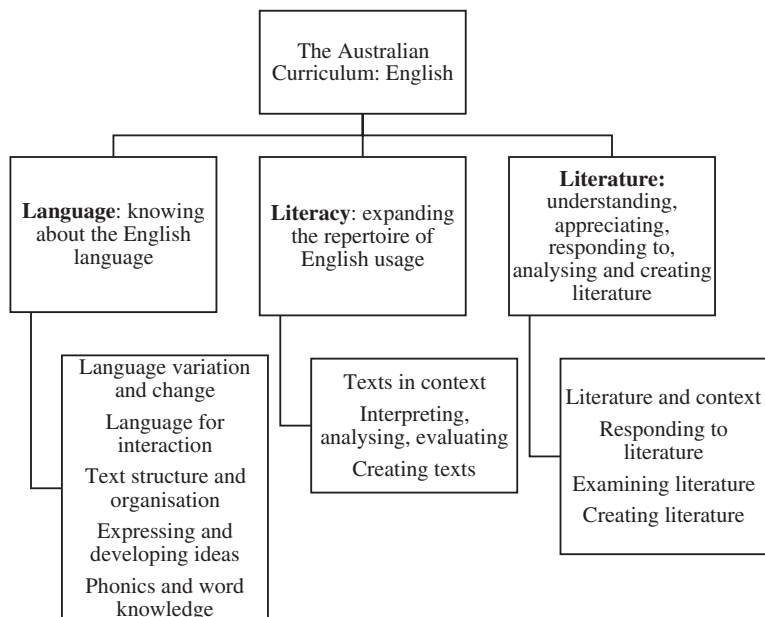 The Australian
Curriculum: English
Language: knowing
about the English
language
Literacy: expanding
the repertoire of
English usage
Literature:
understanding,
appreciating,
responding to,
analysing and creating
literature
Language variation
and change
Language for
interaction
Text structure and
organisation
Expressing and
developing ideas
Phonics and word
knowledge
Texts in context
Interpreting,
analysing, evaluating
Creating texts
Literature and context
Responding to
literature
Examining literature
Creating literature